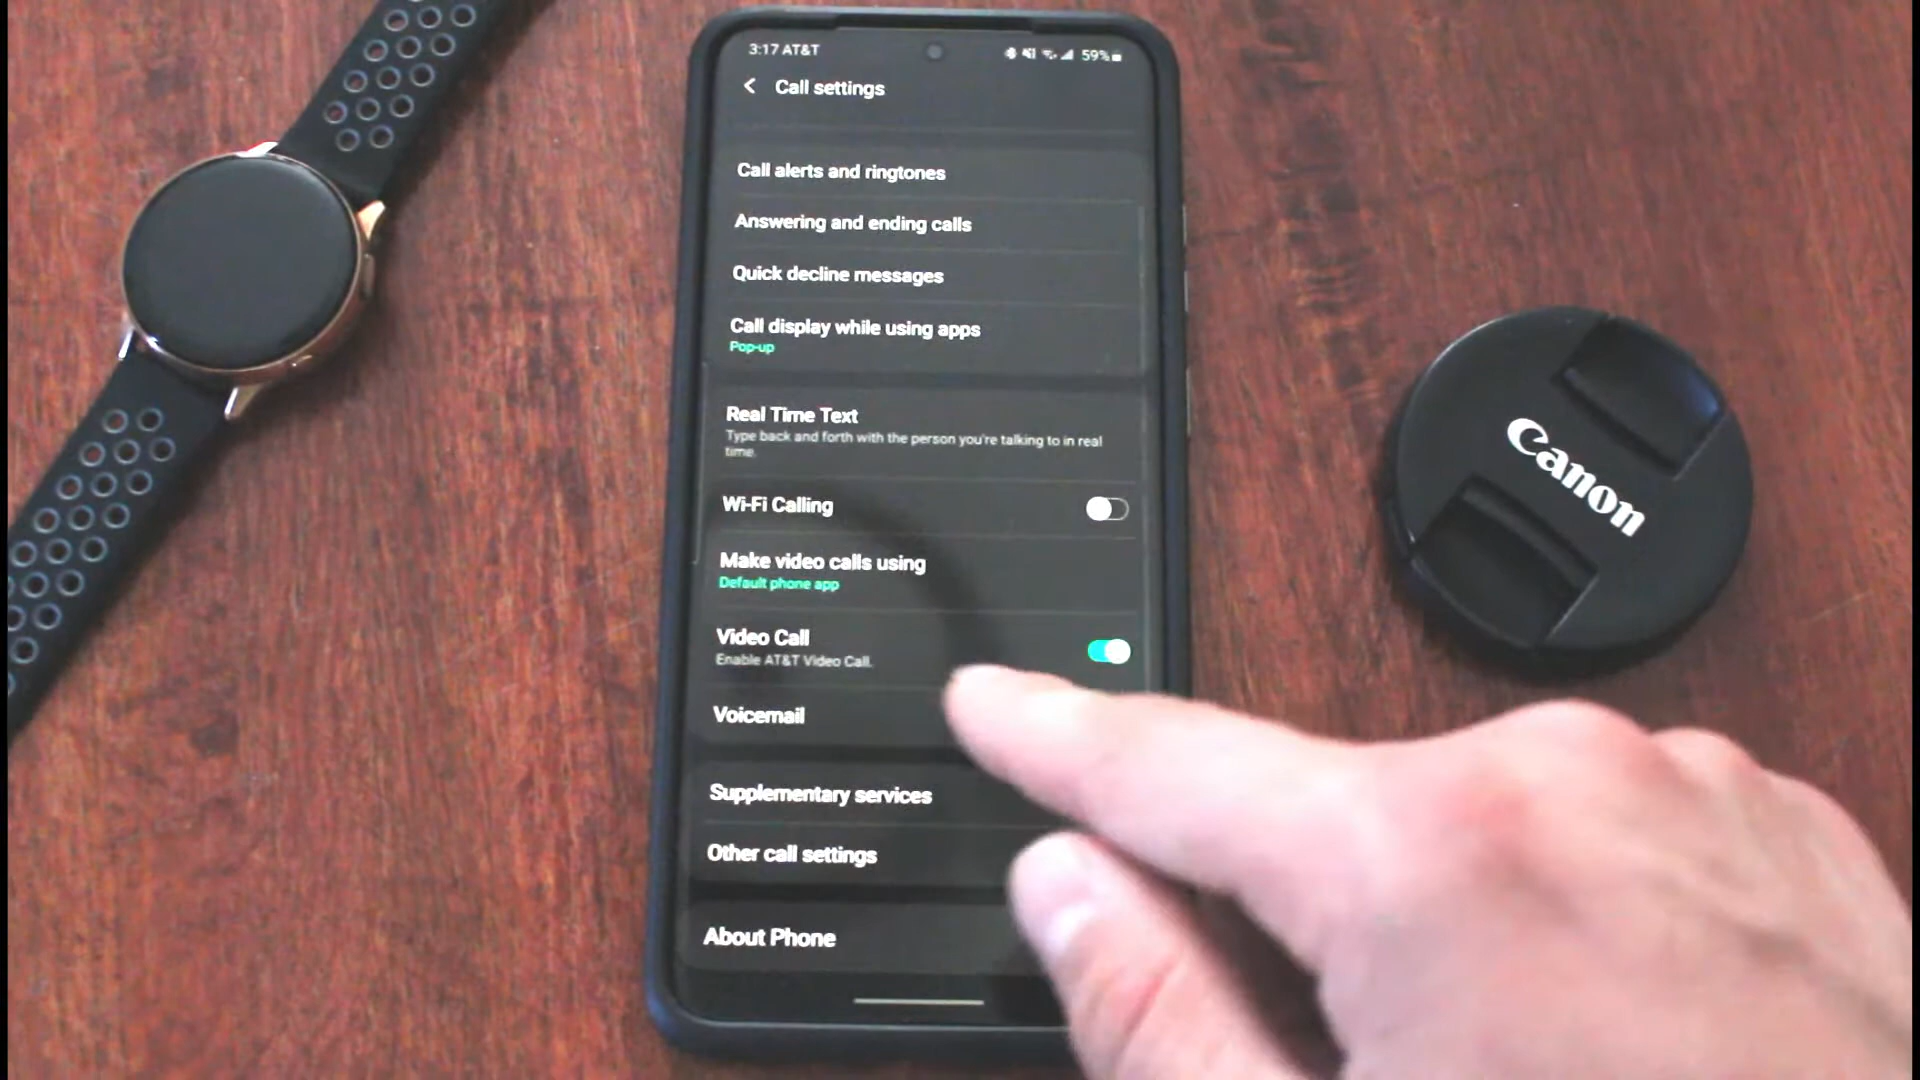 3:17 AT&T
59%
Call settings
Call alerts and ringtones
Answering and ending calls
Quick decline messages
Call display while using apps
Pop-up
Real Time Text
Type back and forth with the person you're talking to in real
time.
Wi-Fi Calling
Make video calls using
Default phone app
Video Call
Enable AT&T Video Call.
Voicemail
Supplementary services
Other call settings
About Phone
Canon